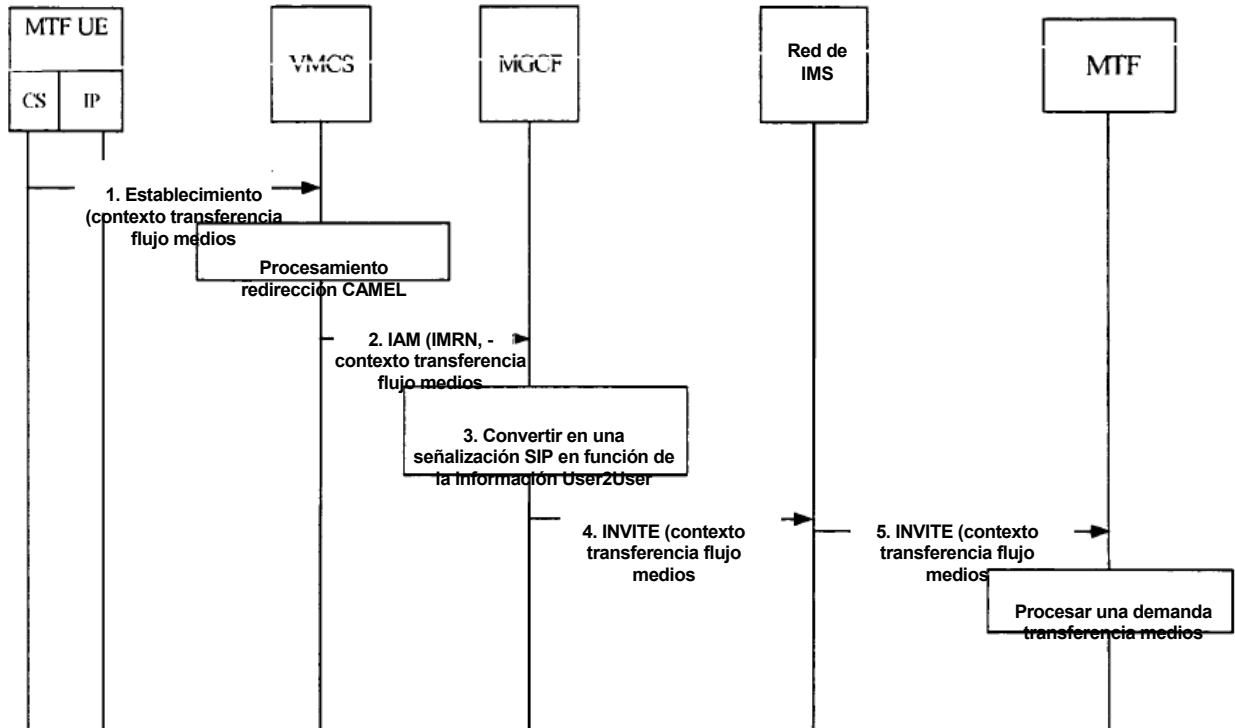 MTF UE
CS
IP
VMCS
MGCF
Red de
IMS
MTF
1. Establecimiento
(contexto transferencia
flujo medios
Procesamiento
redirección CAMEL
2. IAM (IMRN, -
contexto transferencia
flujo medios
3. Convertir en una
señalización SIP en función de
la Información User2User
4. INVITE (contexto
transferencia flujo
medios
5. INVITE (contexto
transferencia flujo
medios
Procesar una demanda
transferencia medios